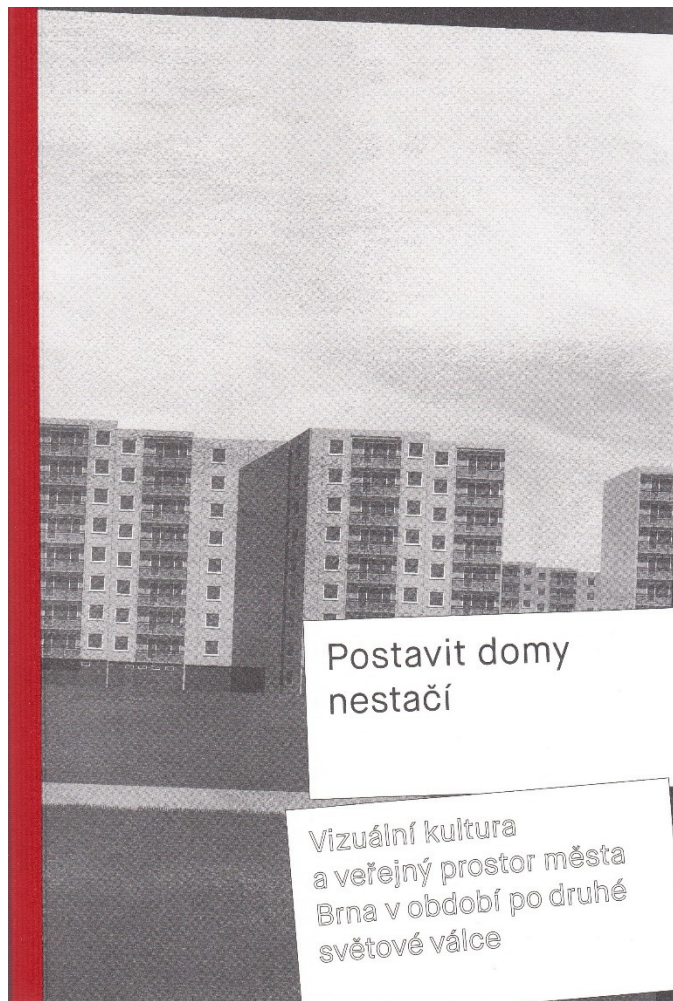 Postavit domy
nestačí
Vizuální kultura
a veřejný prostor města
Brna v období po druhé
světové válce